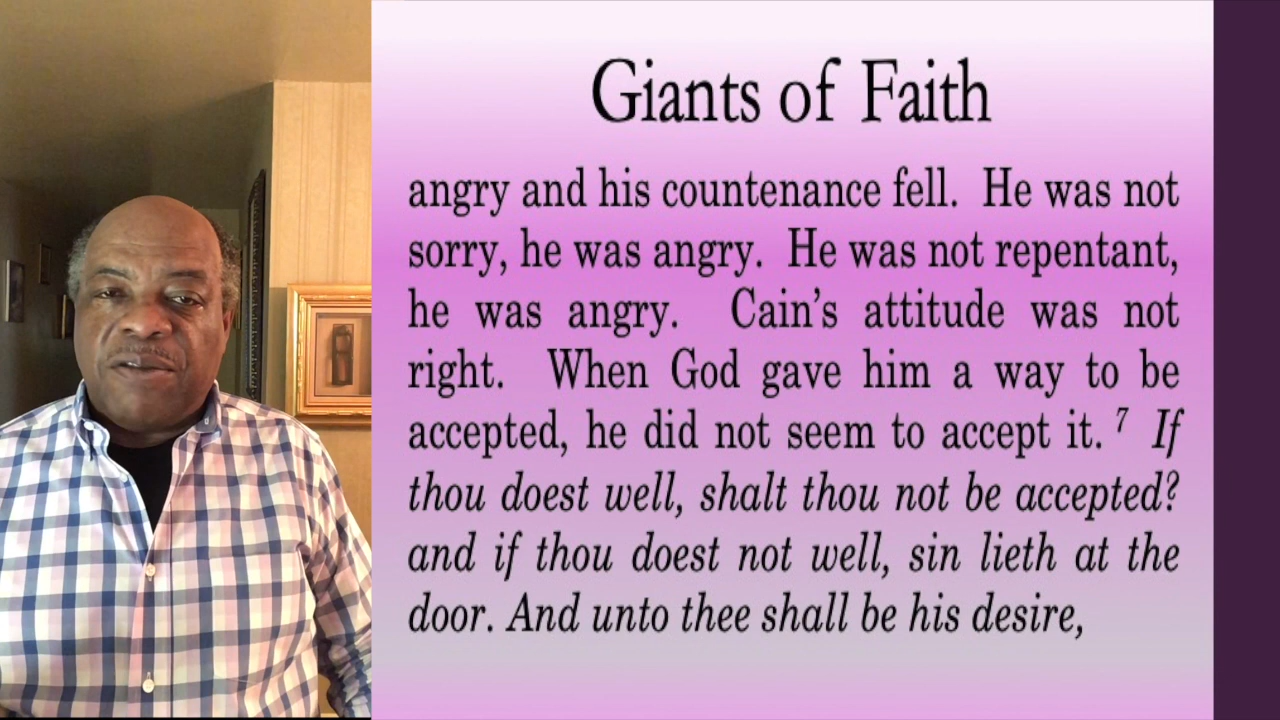 Giants of Faith
angry and his countenance fell. He was not
sorry, he was angry. He was not repentant,
he was angry. Cain's attitude was not
right. When God gave him a way to be
accepted, he did not seem to accept it. ⁷ If
thou doest well, shalt thou not be accepted?
and if thou doest not well, sin lieth at the
door. And unto thee shall be his desire,